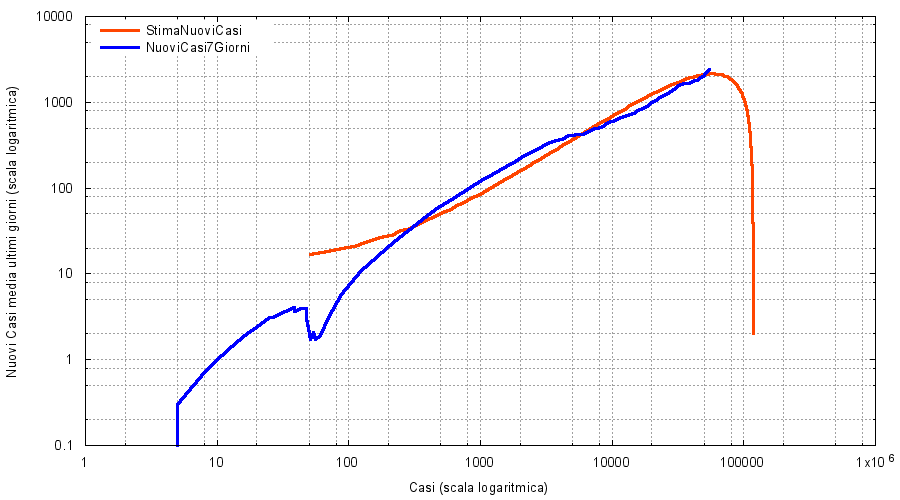 10000
StimaNuoviCasi
NuoviCasi7Giorni
1000
100
10
1
0.1
Nuovi Casi media ultimi giorni (scala logaritmica)
1
10
100
1000
10000
100000
1x10 6
Casi (scala logaritmica)